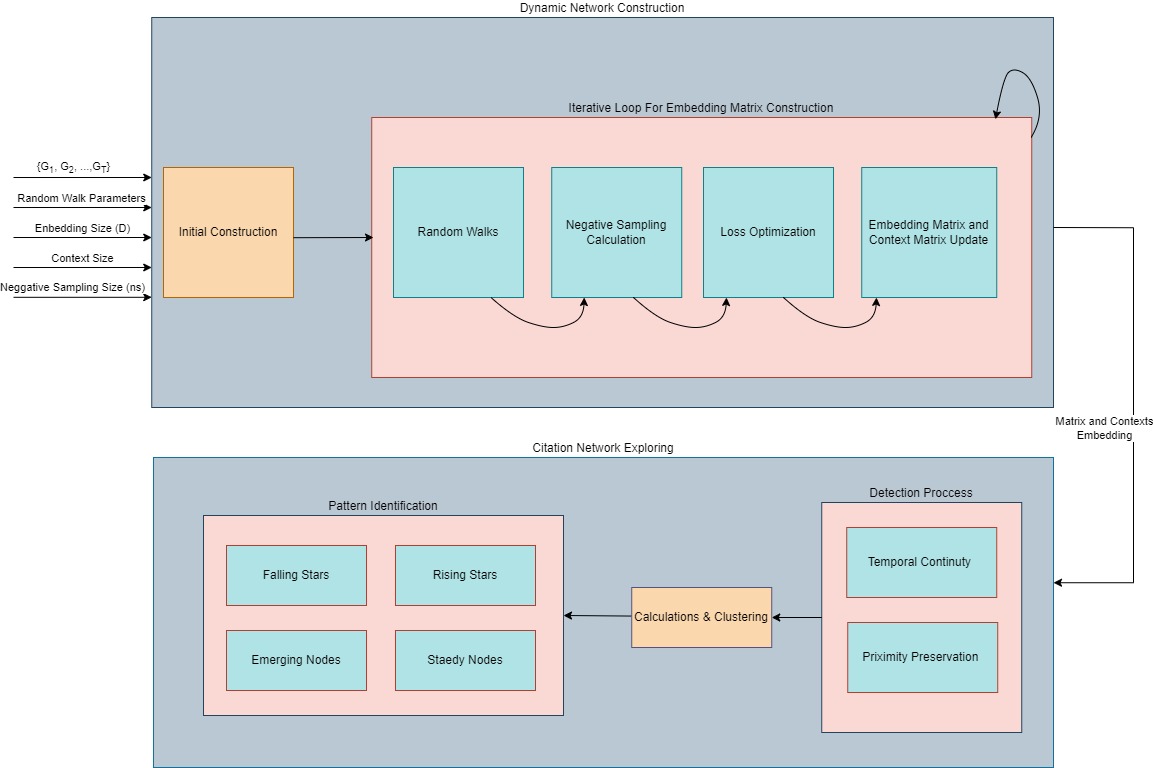 Dynamic Network Construction
Iterative Loop For Embedding Matrix Construction
{G1, G2, ...,GT}
Random Walk Parameters
Enbedding Size (D)
Context Size
Neggative Sampling Size (ns)
Initial Construction
Random Walks
Negative Sampling
Calculation
Loss Optimization
Embedding Matrix and
Context Matrix Update
Matrix and Contexts
Embedding
Citation Network Exploring
Pattern Identification
Falling Stars
Rising Stars
Emerging Nodes
Staedy Nodes
Calculations & Clustering
Detection Proccess
Temporal Continuty
Priximity Preservation